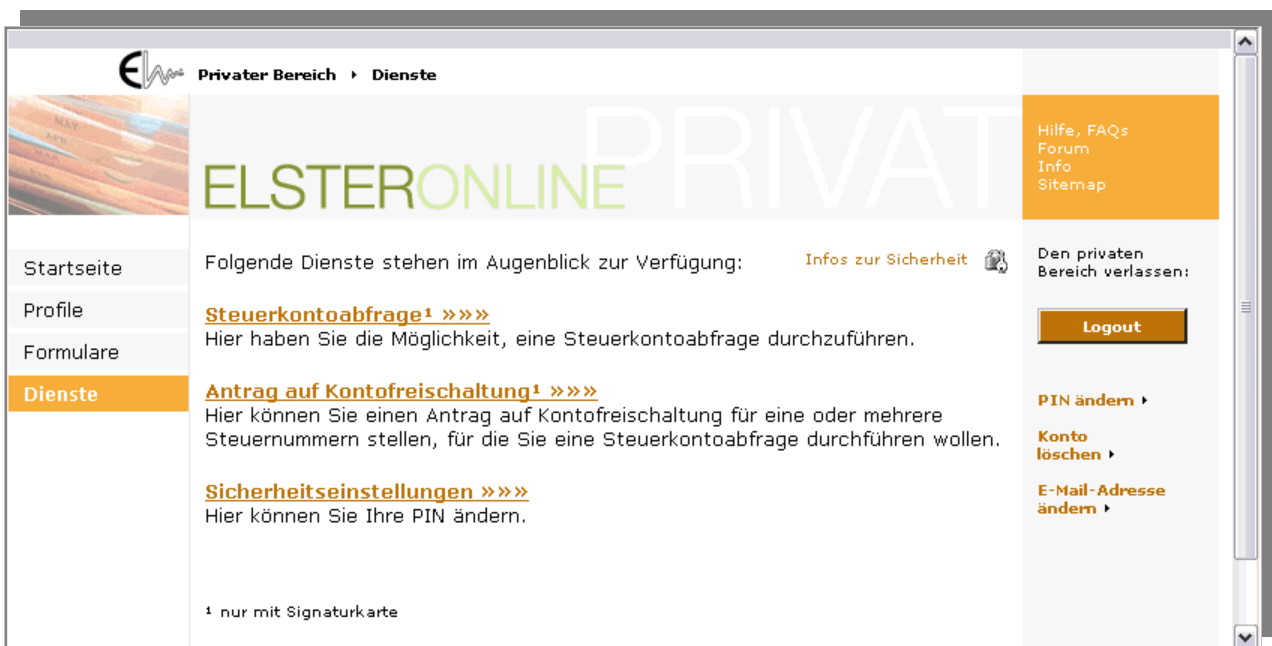 Privater Bereich ▸ Dienste
MAY
APR
MAR
PRIVAT
ELSTERONLINE
Hilfe, FAQs
Forum
Info
Sitemap
Startseite
Profile
Formulare
Dienste
Folgende Dienste stehen im Augenblick zur Verfügung:
Infos zur Sicherheit
Steuerkontoabfrage¹ »»»
Hier haben Sie die Möglichkeit, eine Steuerkontoabfrage durchzuführen.
Antrag auf Kontofreischaltung¹ »»»
Hier können Sie einen Antrag auf Kontofreischaltung für eine oder mehrere
Steuernummern stellen, für die Sie eine Steuerkontoabfrage durchführen wollen.
Sicherheitseinstellungen »»»
Hier können Sie Ihre PIN ändern.
¹ nur mit Signaturkarte
Den privaten
Bereich verlassen:
Logout
PIN ändern ▸
Konto
löschen ▸
E-Mail-Adresse
ändern ▸